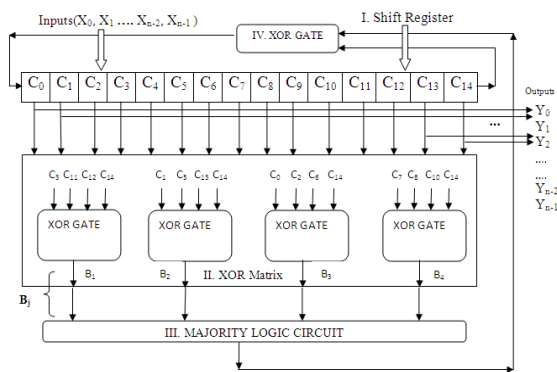 Inputs(X0, X1 .... Xn-2, Xn-1)
I. Shift Register
IV. XOR GATE
C0 C1 C2 C3 C4 C5 C6 C7 C8 C9 C10 C11 C12 C13 C14
Outputs
Y0
... Y1
Y2
....
....
Yn-2
Yn-1
C3 C11 C12 C14 C1 C5 C13 C14 C0 C2 C6 C14 C7 C8 C10 C14
XOR GATE XOR GATE XOR GATE XOR GATE
B1 B2 B3 B4
II. XOR Matrix
Bj
III. MAJORITY LOGIC CIRCUIT